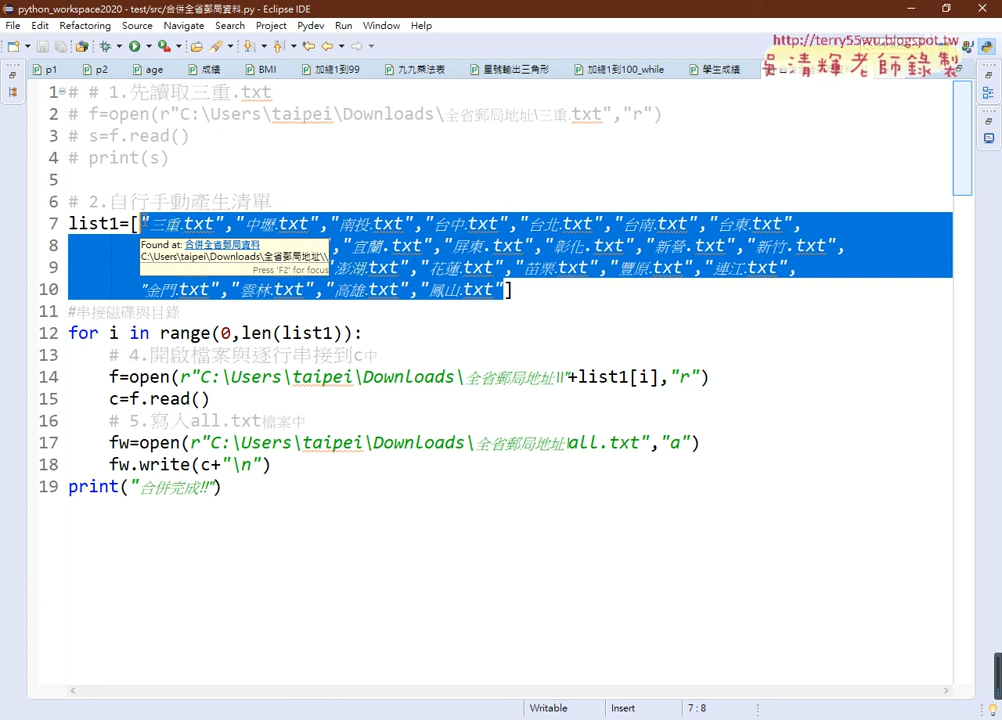 python_workspace2020 - test/src/合併全省郵局資料.py - Eclipse IDE
File Edit Refactoring Source Navigate Search Project Pydev Run Window Help
http://terry55wu.blogspot.tw
吳清輝老師錄製
p1 p2 age 成績 BMI 加總1到99 九九乘法表 星號輸出三角形 加總1到100_while 學生成績
1 # # 1.先讀取三重.txt
2 # f=open(r"C:\Users\taipei\Downloads\全省郵局地址\三重.txt","r")
3 # s=f.read()
4 # print(s)
5
6 # 2.自行手動產生清單
7 list1=["三重.txt","中壢.txt","南投.txt","台中.txt","台北.txt","台南.txt","台東.txt",
8 ,"宜蘭.txt","屏東.txt","彰化.txt","新營.txt","新竹.txt",
9 澎湖.txt","花蓮.txt","苗栗.txt","豐原.txt","連江.txt",
10 "金門.txt","雲林.txt","高雄.txt","鳳山.txt"]
Found at: 合併全省郵局資料
C:\Users\taipei\Downloads\全省郵局地址\\
Press 'F2' for focus
11 #串接磁碟與目錄
12 for i in range(0,len(list1)):
13 # 4.開啟檔案與逐行串接到c中
14 f=open(r"C:\Users\taipei\Downloads\全省郵局地址\\"+list1[i],"r")
15 c=f.read()
16 # 5.寫入all.txt檔案中
17 fw=open(r"C:\Users\taipei\Downloads\全省郵局地址\all.txt","a")
18 fw.write(c+"\n")
19 print("合併完成!!")
Writable Insert 7 : 8